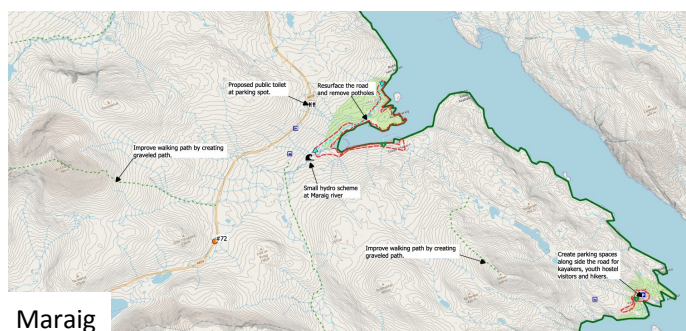 Proposed public toilet
at parking spot.
Resurface the road
and remove potholes
Improve walking path by creating
graveled path.
Small hydro scheme
at Maraig river
#72
Improve walking path by creating
graveled path.
Create parking spaces
along side the road for
kayakers, youth hostel
visitors and hikers.
Maraig